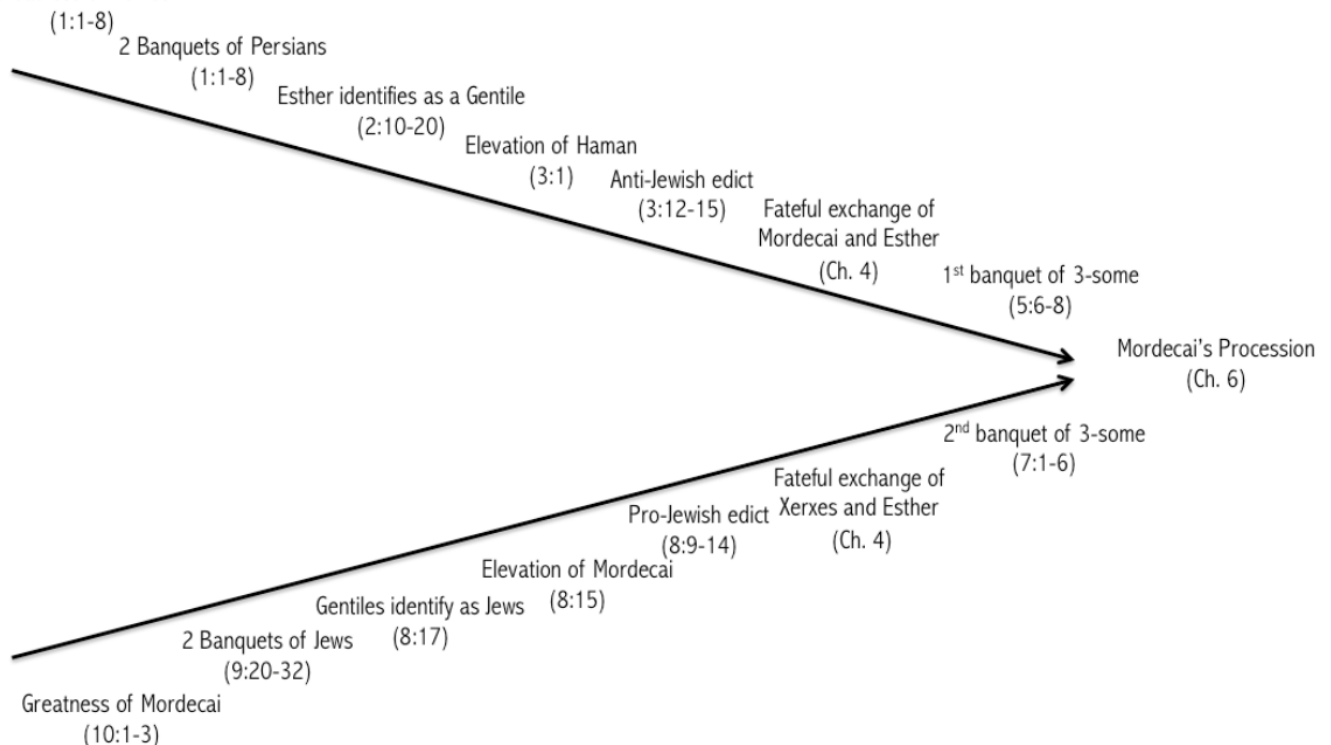 (1:1-8)
2 Banquets of Persians
(1:1-8)
Esther identifies as a Gentile
(2:10-20)
Elevation of Haman
(3:1)
Anti-Jewish edict
(3:12-15)
Fateful exchange of
Mordecai and Esther
(Ch. 4)
1st banquet of 3-some
(5:6-8)
Mordecai's Procession
(Ch. 6)
2nd banquet of 3-some
(7:1-6)
Fateful exchange of
Xerxes and Esther
(Ch. 4)
Pro-Jewish edict
(8:9-14)
Elevation of Mordecai
(8:15)
Gentiles identify as Jews
(8:17)
2 Banquets of Jews
(9:20-32)
Greatness of Mordecai
(10:1-3)